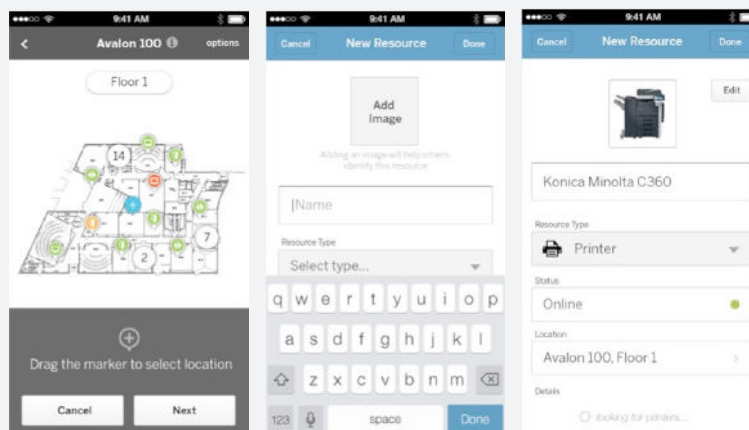 9:41 AM
Avalon 100
options
Floor 1
14
7
2
Drag the marker to select location
Cancel
Next
9:41 AM
Cancel
New Resource
Done
Add
Image
Adding an image will help others
identify this resource
Name
Resource Type
Select type...
q w e r t y u i o p
a s d f g h j k l
z x c v b n m
123
space
Done
9:41 AM
Cancel
New Resource
Done
Edit
Konica Minolta C360
Resource Type
Printer
Status
Online
Location
Avalon 100, Floor 1
Details
looking for printers...